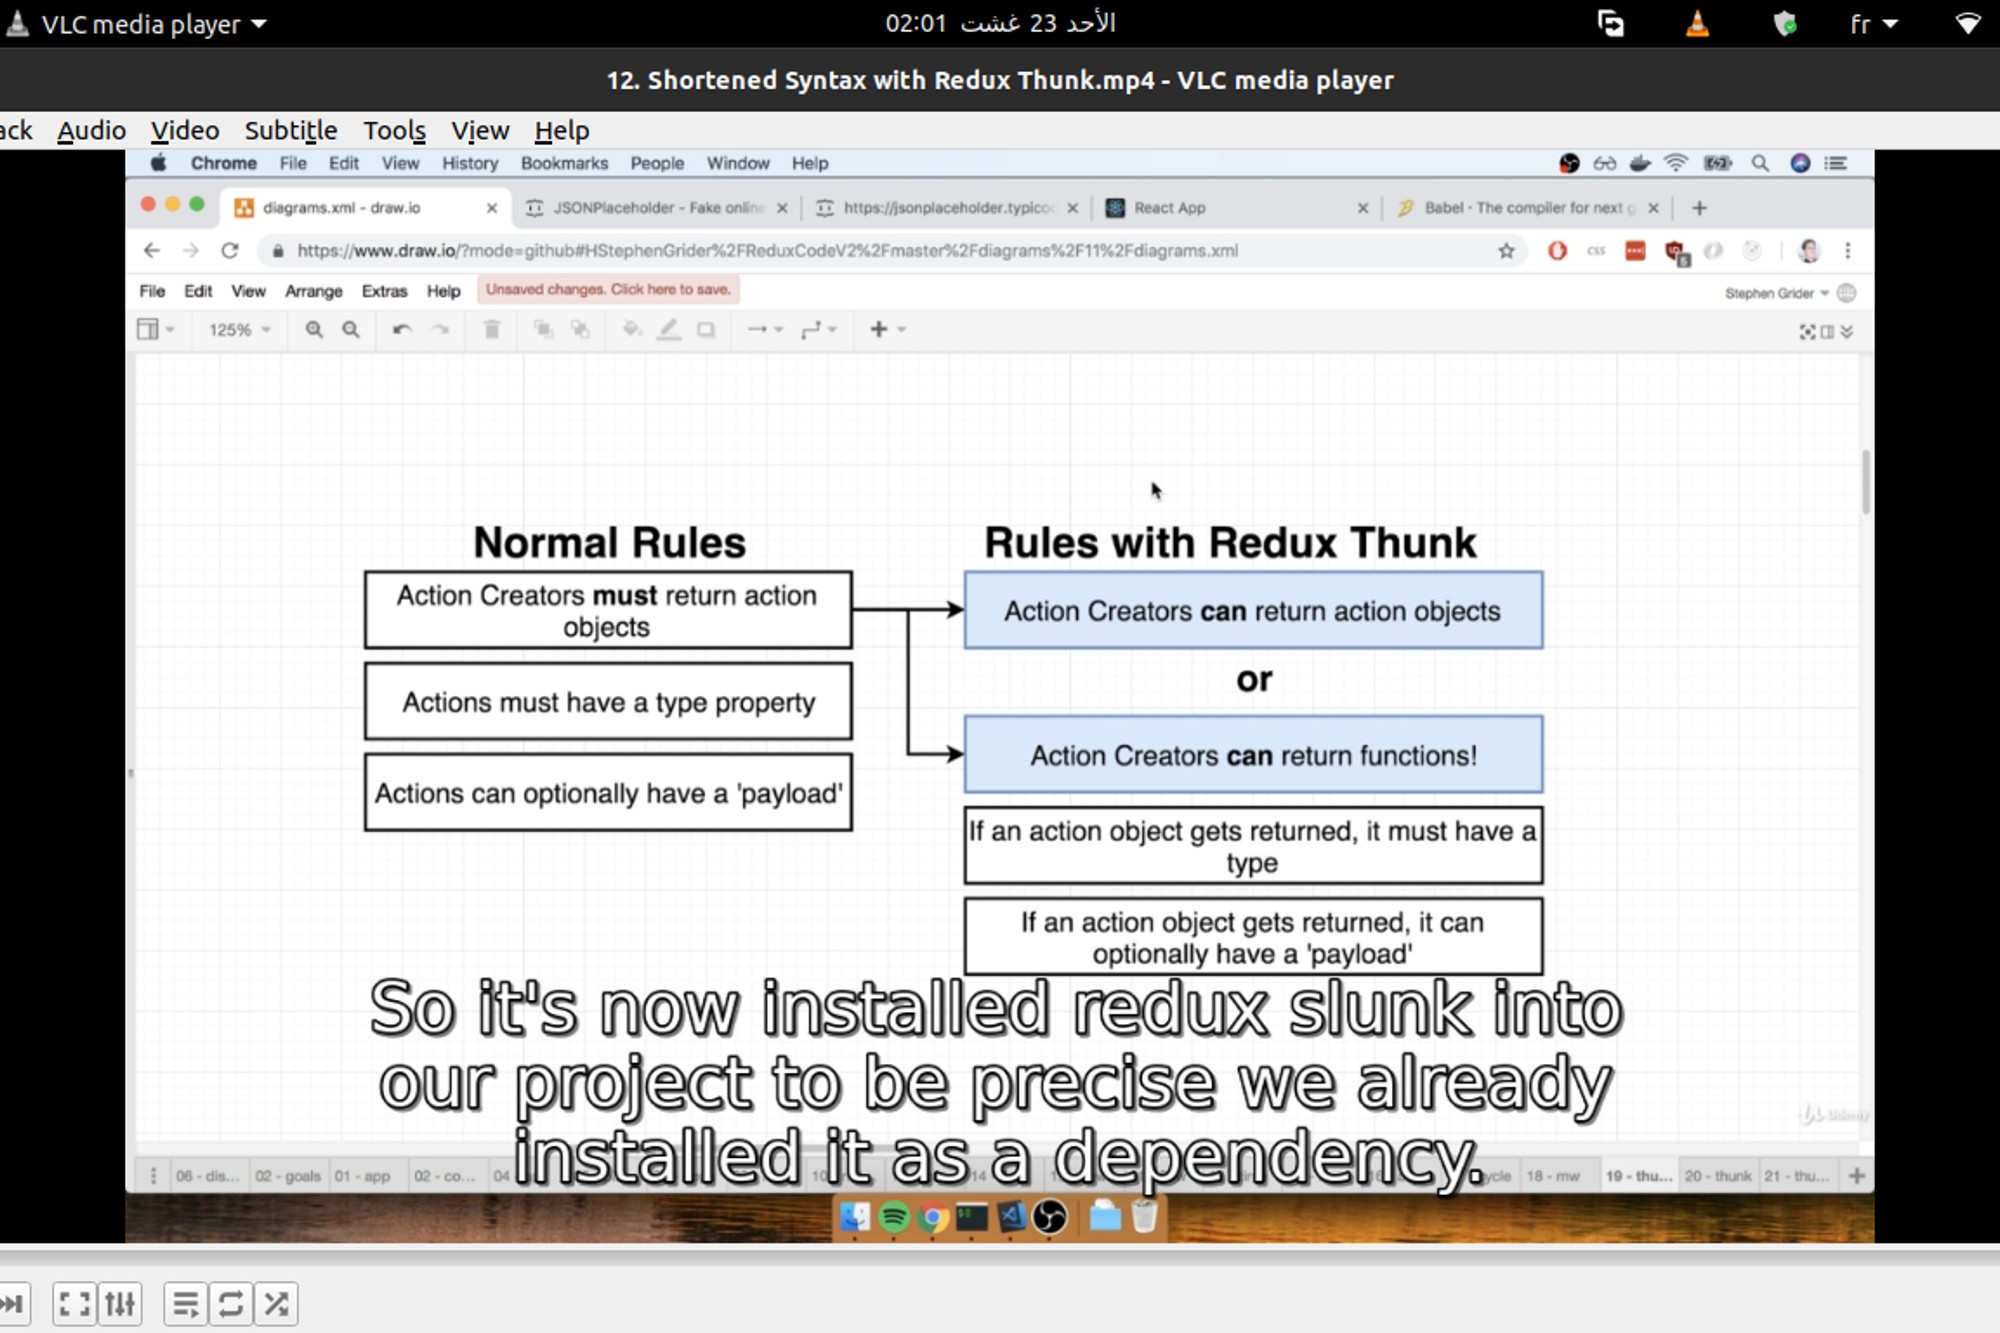 VLC media player
02:01 الأحد 23 غشت
fr
12. Shortened Syntax with Redux Thunk.mp4 - VLC media player
ack Audio Video Subtitle Tools View Help
Chrome File Edit View History Bookmarks People Window Help
diagrams.xml - draw.io
JSONPlaceholder - Fake online
https://jsonplaceholder.typico
React App
Babel · The compiler for next g
https://www.draw.io/?mode=github#HStephenGrider%2FReduxCodeV2%2Fmaster%2Fdiagrams%2F11%2Fdiagrams.xml
CSS
File Edit View Arrange Extras Help
Unsaved changes. Click here to save.
Stephen Grider
125%
Normal Rules
Action Creators must return action
objects
Actions must have a type property
Actions can optionally have a 'payload'
Rules with Redux Thunk
Action Creators can return action objects
or
Action Creators can return functions!
If an action object gets returned, it must have a
type
If an action object gets returned, it can
optionally have a 'payload'
So it's now installed redux slunk into
our project to be precise we already
installed it as a dependency.
Udemy
06 - dis... 02 - goals 01 - app 02 - co... 04 18 - mw 19 - thu... 20 - thunk 21 - thu...